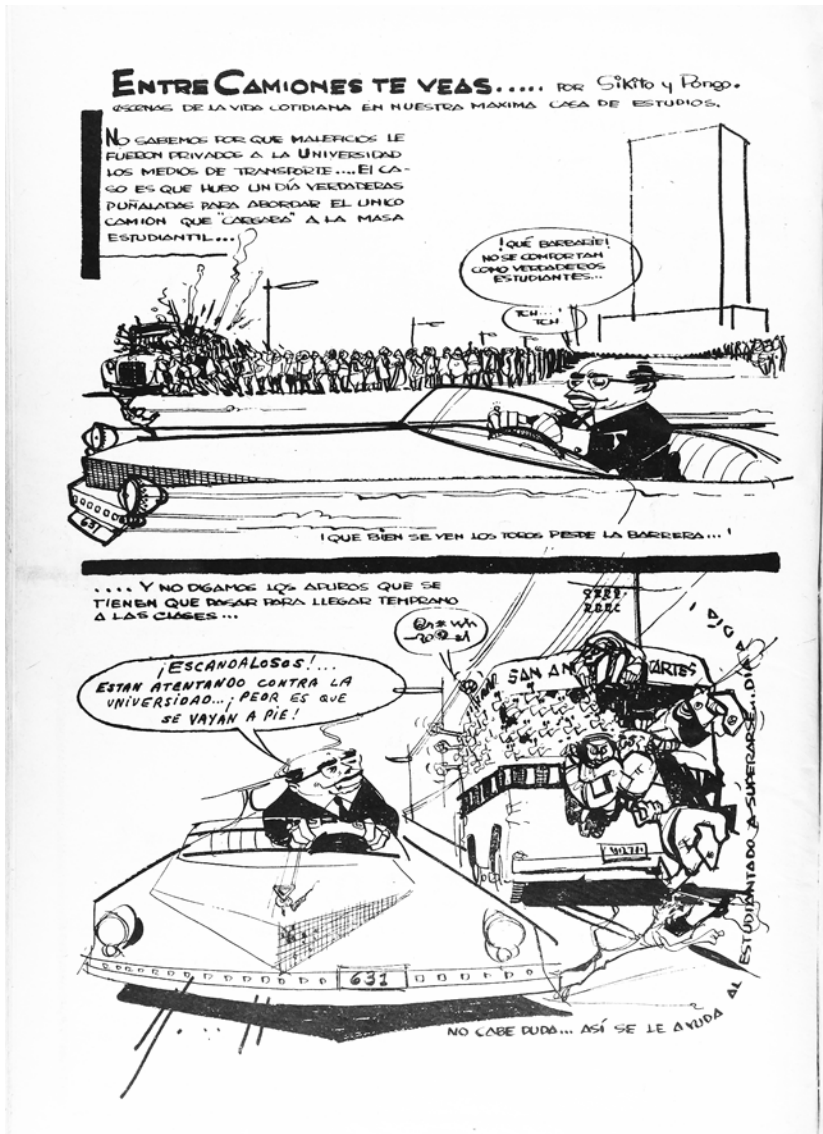 ENTRE CAMIONES TE VEAS..... POR Sikito y Pongo.
ESCENAS DE LA VIDA COTIDIANA EN NUESTRA MAXIMA CASA DE ESTUDIOS.
NO SABEMOS POR QUE MALEFICIOS LE
FUERON PRIVADOS A LA UNIVERSIDAD
LOS MEDIOS DE TRANSPORTE.... El CA-
SO ES QUE HUBO UN DÍA VERDADERAS
PUÑALADAS PARA ABORDAR EL UNICO
CAMION QUE "CARGABA" A LA MASA
ESTUDIANTIL...
¡QUÉ BARBARIE!
NO SE COMPORTAN
COMO VERDADEROS
ESTUDIANTES...
TCH...
TCH
631
¡QUE BIEN SE VEN LOS TOROS DESDE LA BARRERA...!
.... Y NO DIGAMOS LOS APUROS QUE SE
TIENEN QUE PASAR PARA LLEGAR TEMPRANO
A LAS CLASES...
¡ESCANDALOSOS!...
ESTAN ATENTANDO CONTRA LA
UNIVERSIDAD...¡PEOR ES QUE
SE VAYAN A PIE!
SAN AN
CARTES
631
NO CABE DUDA... ASÍ SE LE AYUDA AL ESTUDIANTADO A SUPERARSE... DIA A DÍA!